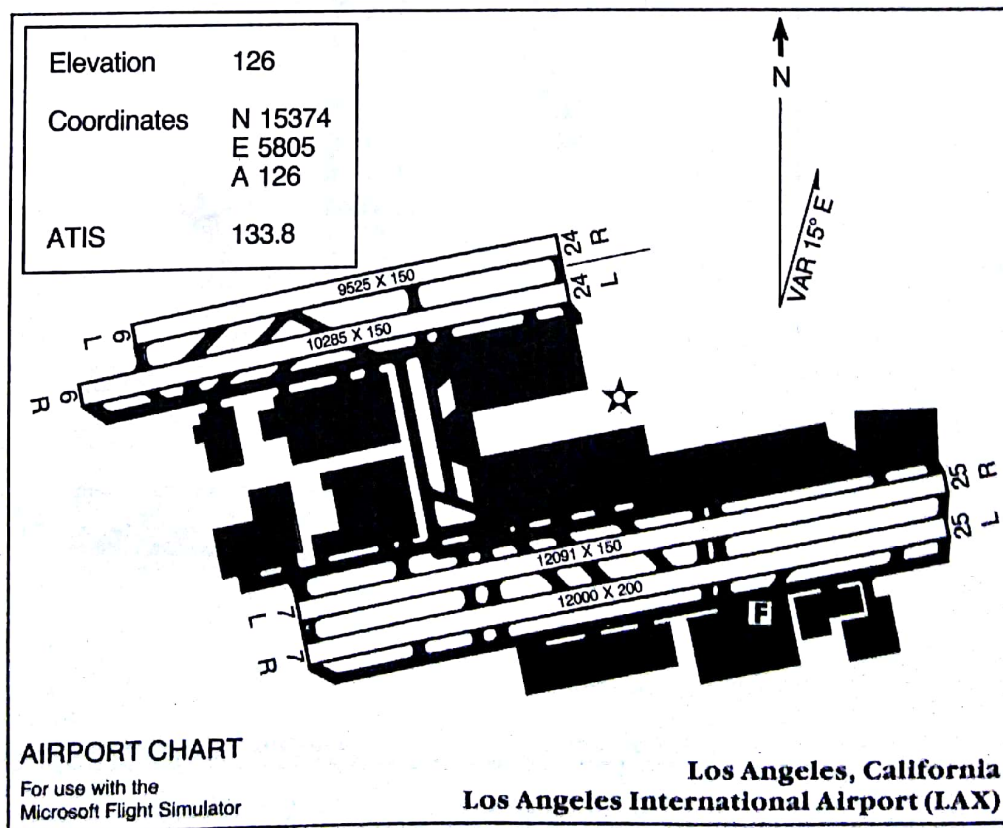 Elevation 126
Coordinates N 15374
E 5805
A 126
ATIS 133.8
N
VAR 15° E
24 R
24 L
9525 X 150
6 L
10285 X 150
6 R
25 R
25 L
12091 X 150
12000 X 200
7 L
7 R
F
AIRPORT CHART
For use with the
Microsoft Flight Simulator
Los Angeles, California
Los Angeles International Airport (LAX)